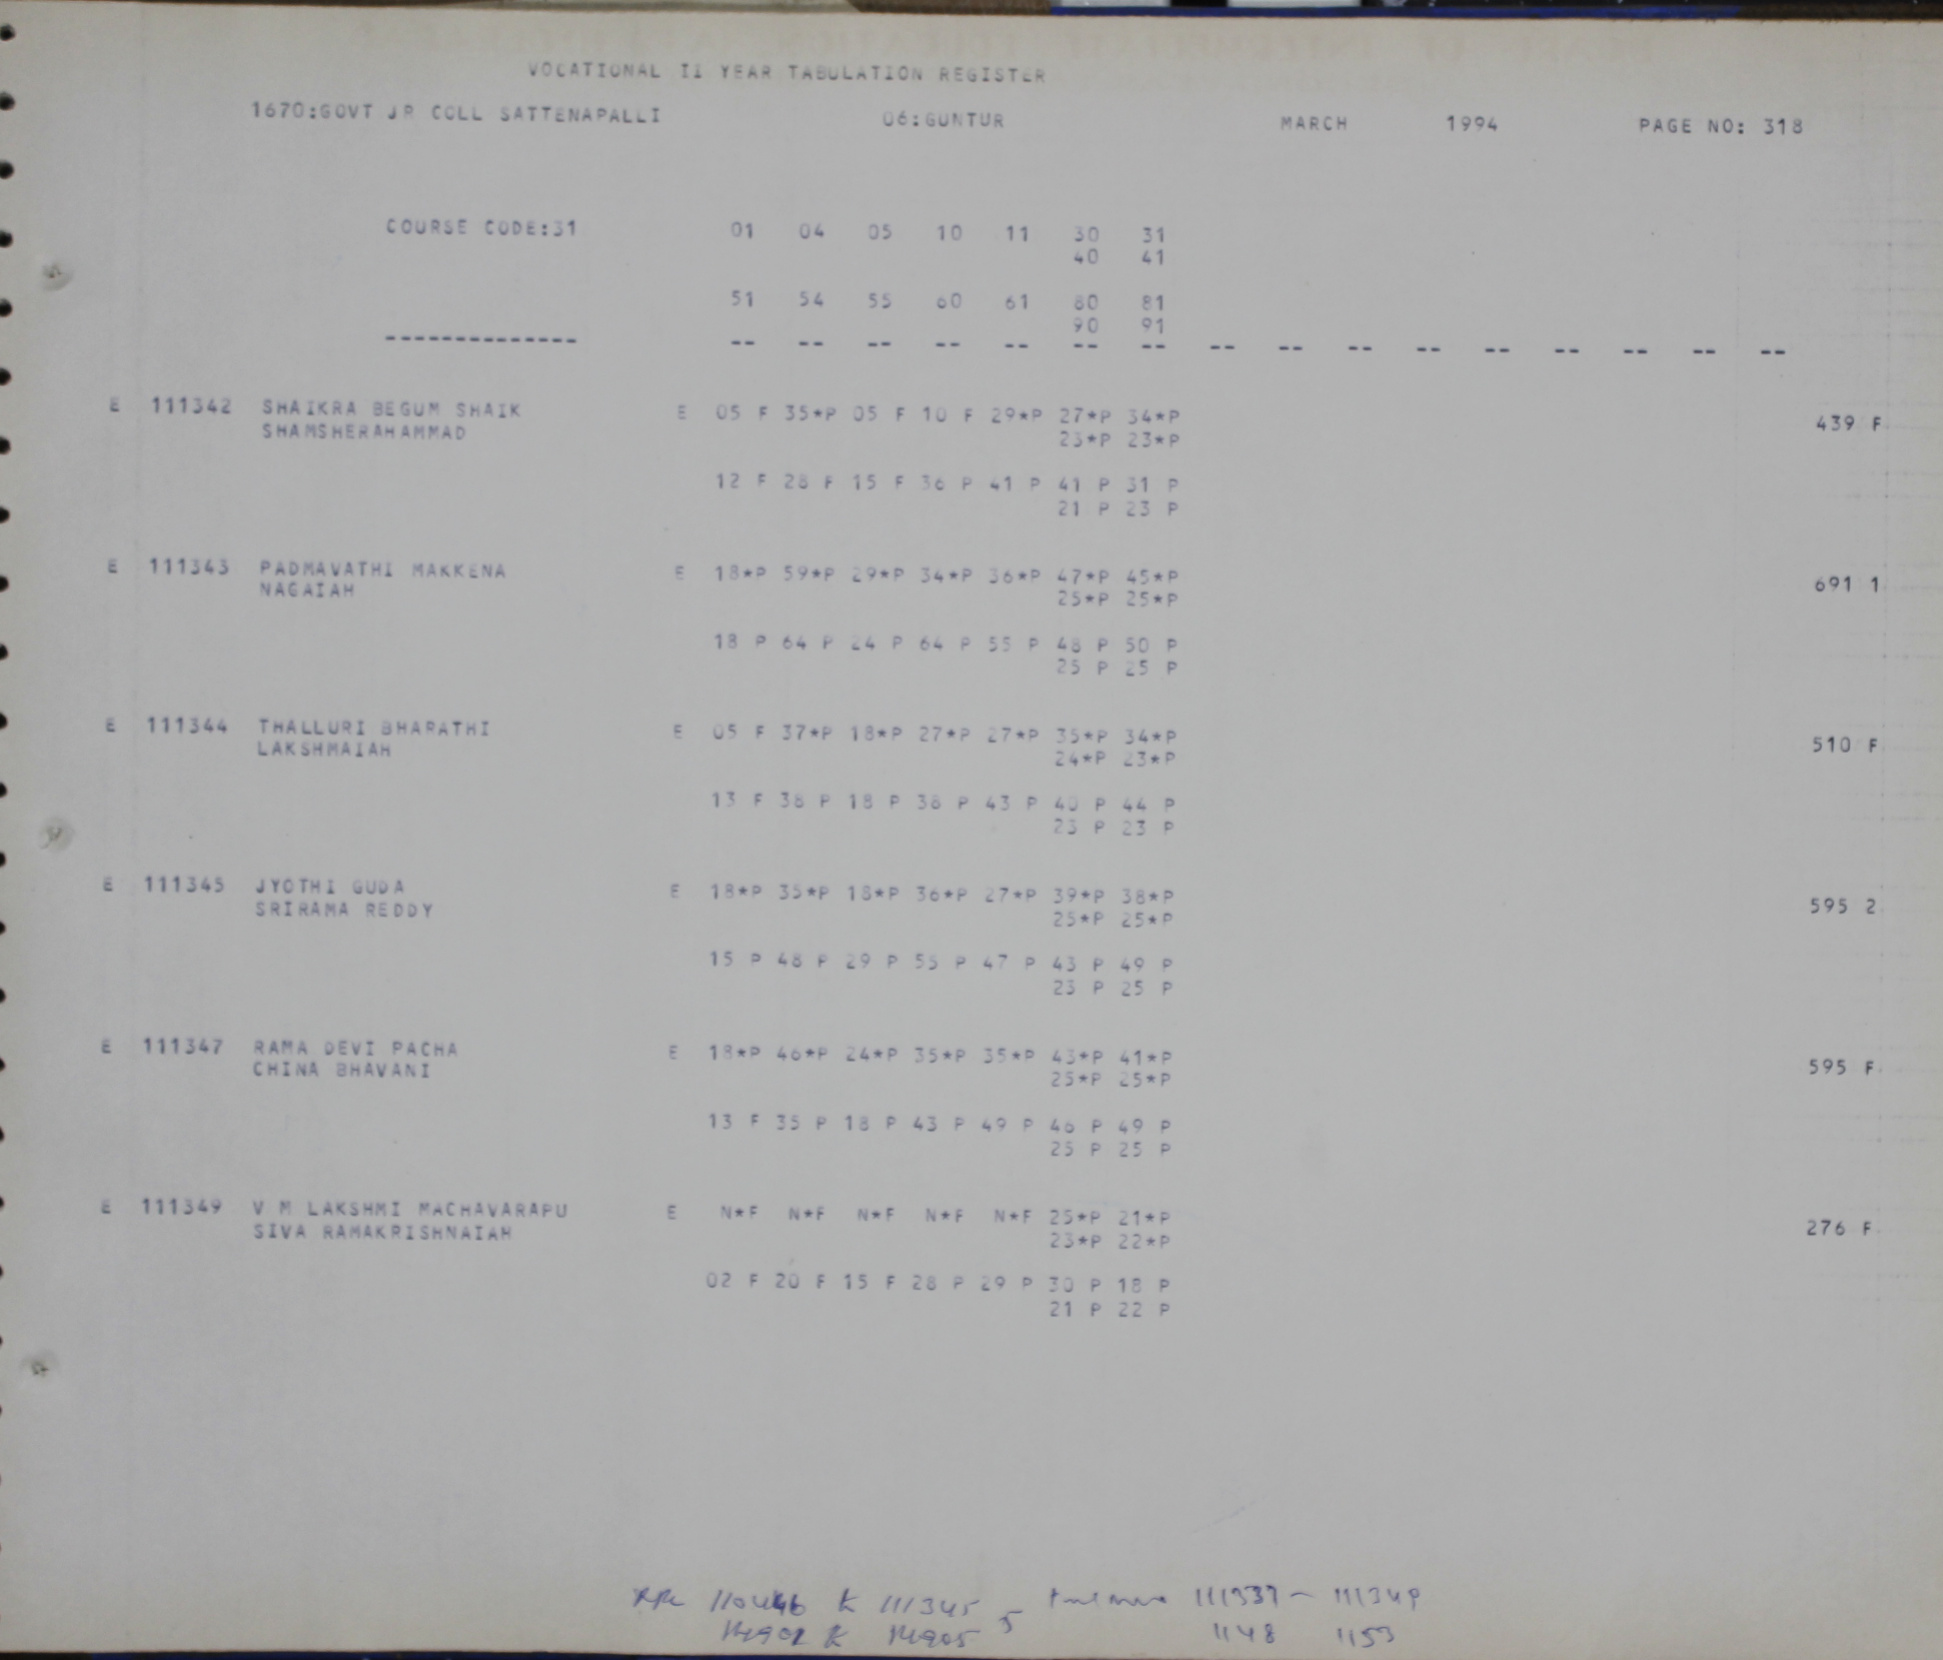 VOCATIONAL II YEAR TABULATION REGISTER
1670:GOVT JR COLL SATTENAPALLI 06:GUNTUR MARCH 1994 PAGE NO: 318
COURSE CODE:31 01 04 05 10 11 30 31
40 41
51 54 55 60 61 80 81
90 91
-------------- -- -- -- -- -- -- -- -- -- -- -- -- -- -- -- --
E 111342 SHAIKRA BEGUM SHAIK E 05 F 35*P 05 F 10 F 29*P 27*P 34*P 439 F
SHAMSHERAHAMMAD 23*P 23*P
12 F 28 F 15 F 36 P 41 P 41 P 31 P
21 P 23 P
E 111343 PADMAVATHI MAKKENA E 18*P 59*P 29*P 34*P 36*P 47*P 45*P 691 1
NAGAIAH 25*P 25*P
18 P 64 P 24 P 64 P 55 P 48 P 50 P
25 P 25 P
E 111344 THALLURI BHARATHI E 05 F 37*P 18*P 27*P 27*P 35*P 34*P 510 F
LAKSHMAIAH 24*P 23*P
13 F 38 P 18 P 38 P 43 P 40 P 44 P
23 P 23 P
E 111345 JYOTHI GUDA E 18*P 35*P 18*P 36*P 27*P 39*P 38*P 595 2
SRIRAMA REDDY 25*P 25*P
15 P 48 P 29 P 55 P 47 P 43 P 49 P
23 P 25 P
E 111347 RAMA DEVI PACHA E 18*P 46*P 24*P 35*P 35*P 43*P 41*P 595 F
CHINA BHAVANI 25*P 25*P
13 F 35 P 18 P 43 P 49 P 46 P 49 P
25 P 25 P
E 111349 V M LAKSHMI MACHAVARAPU E N*F N*F N*F N*F N*F 25*P 21*P 276 F
SIVA RAMAKRISHNAIAH 23*P 22*P
02 F 20 F 15 F 28 P 29 P 30 P 18 P
21 P 22 P
111345 5 111337 - 111349
1148 1153